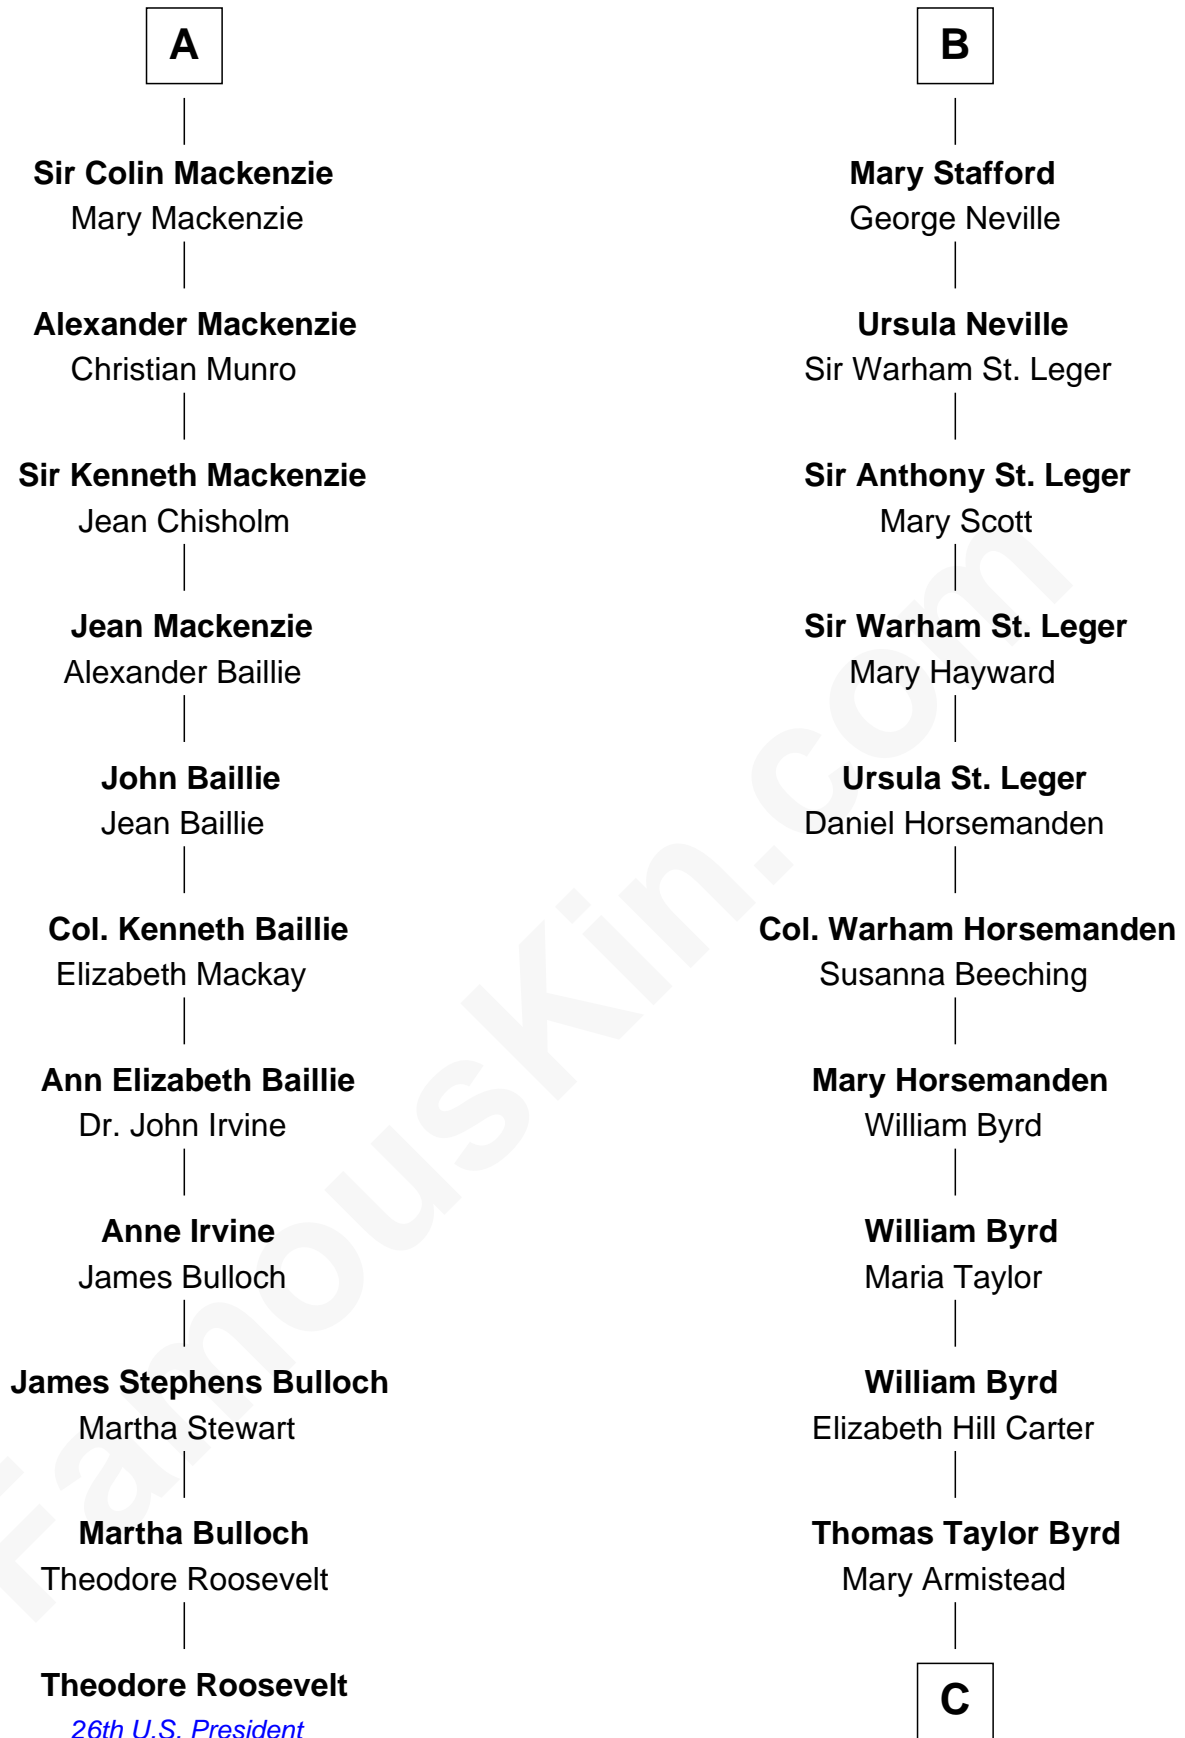 A
Sir Colin Mackenzie
Mary Mackenzie
Alexander Mackenzie
Christian Munro
Sir Kenneth Mackenzie
Jean Chisholm
Jean Mackenzie
Alexander Baillie
John Baillie
Jean Baillie
Col. Kenneth Baillie
Elizabeth Mackay
Ann Elizabeth Baillie
Dr. John Irvine
Anne Irvine
James Bulloch
James Stephens Bulloch
Martha Stewart
Martha Bulloch
Theodore Roosevelt
Theodore Roosevelt
26th U.S. President
B
Mary Stafford
George Neville
Ursula Neville
Sir Warham St. Leger
Sir Anthony St. Leger
Mary Scott
Sir Warham St. Leger
Mary Hayward
Ursula St. Leger
Daniel Horsemanden
Col. Warham Horsemanden
Susanna Beeching
Mary Horsemanden
William Byrd
William Byrd
Maria Taylor
William Byrd
Elizabeth Hill Carter
Thomas Taylor Byrd
Mary Armistead
C
FamousKin.com